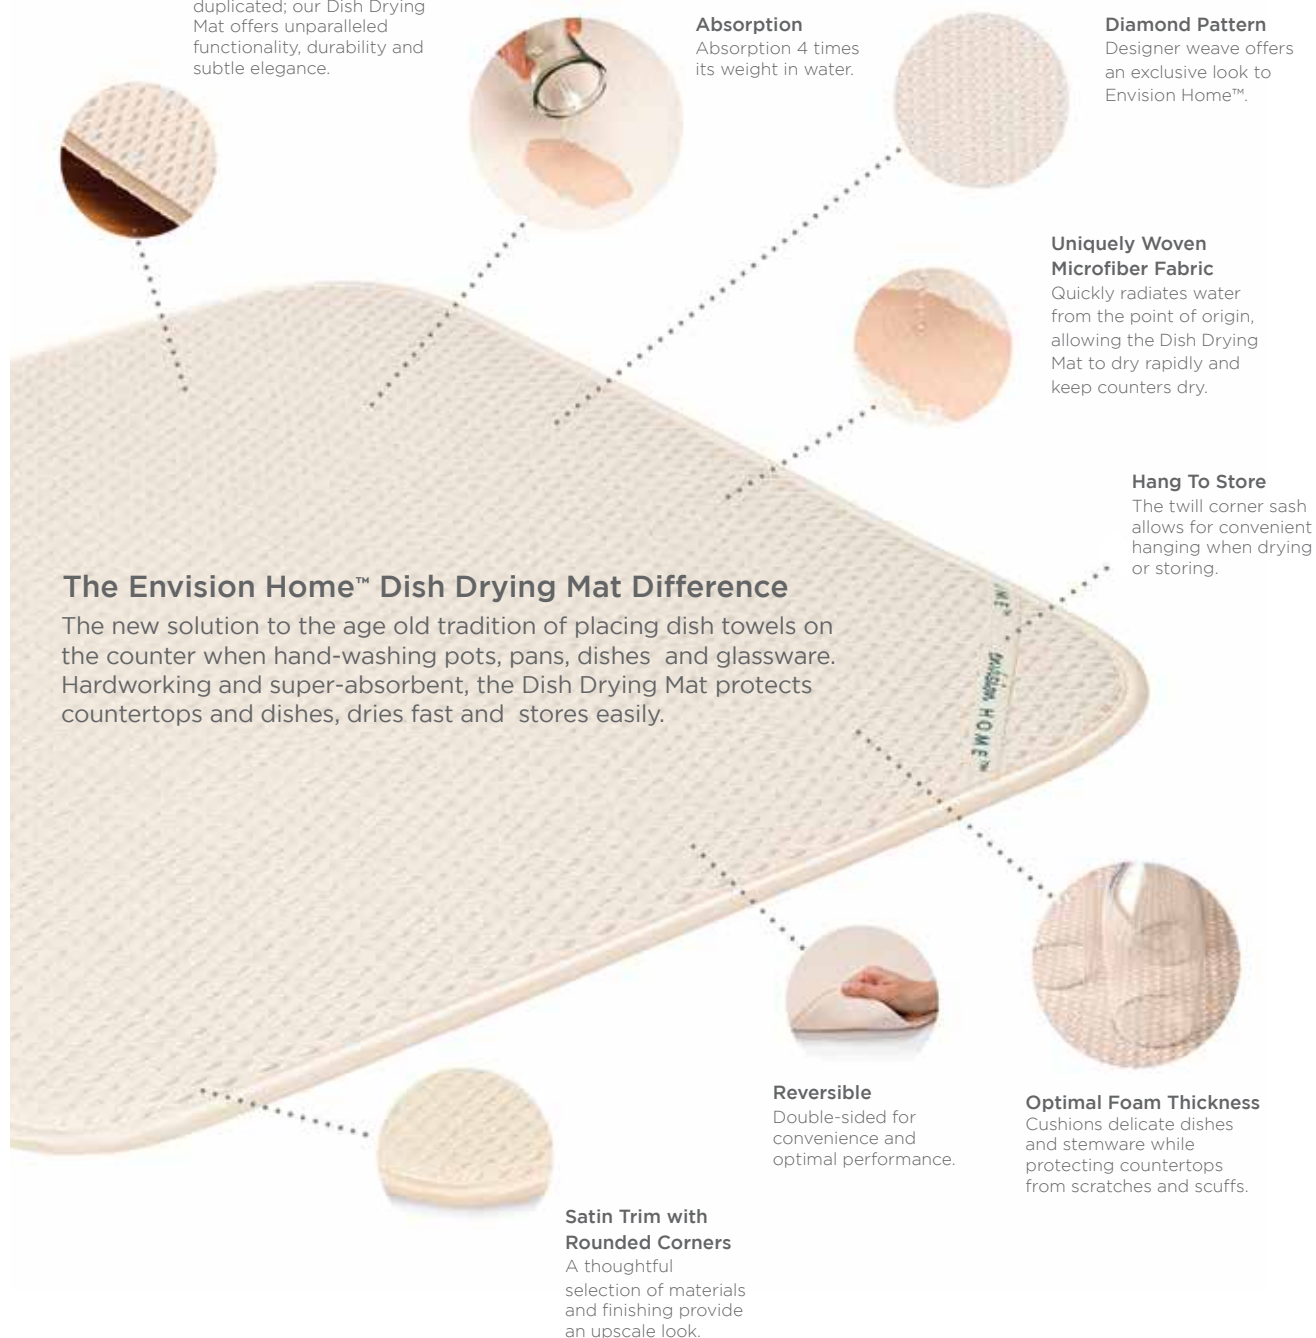 duplicated; our Dish Drying
Mat offers unparalleled
functionality, durability and
subtle elegance.
Absorption
Absorption 4 times
its weight in water.
Diamond Pattern
Designer weave offers
an exclusive look to
Envision Home™.
Uniquely Woven
Microfiber Fabric
Quickly radiates water
from the point of origin,
allowing the Dish Drying
Mat to dry rapidly and
keep counters dry.
Hang To Store
The twill corner sash
allows for convenient
hanging when drying
or storing.
The Envision Home™ Dish Drying Mat Difference
The new solution to the age old tradition of placing dish towels on
the counter when hand-washing pots, pans, dishes and glassware.
Hardworking and super-absorbent, the Dish Drying Mat protects
countertops and dishes, dries fast and stores easily.
envision HOME™
Reversible
Double-sided for
convenience and
optimal performance.
Optimal Foam Thickness
Cushions delicate dishes
and stemware while
protecting countertops
from scratches and scuffs.
Satin Trim with
Rounded Corners
A thoughtful
selection of materials
and finishing provide
an upscale look.